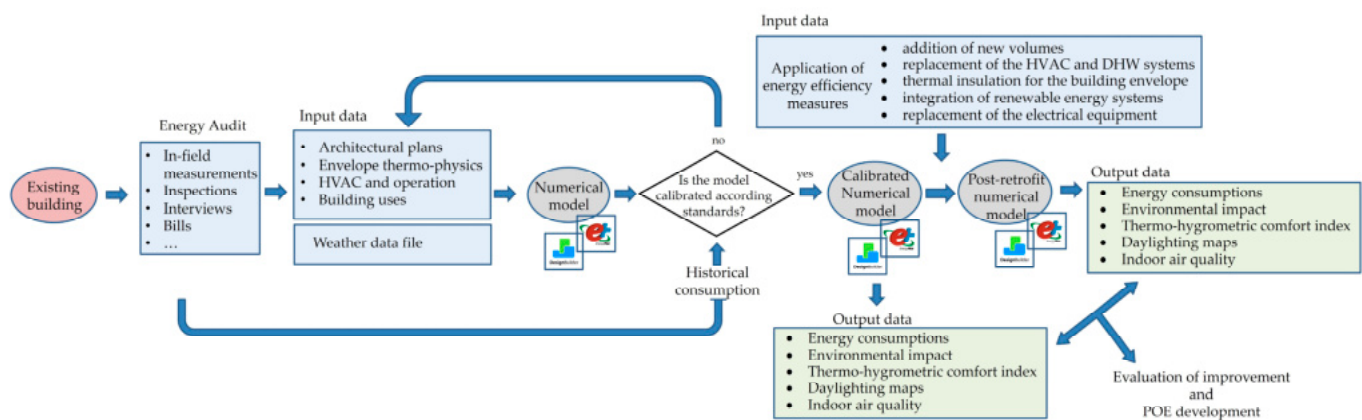 Existing
building
Energy Audit
• In-field
measurements
• Inspections
• Interviews
• Bills
• ...
Input data
• Architectural plans
• Envelope thermo-physics
• HVAC and operation
• Building uses
Weather data file
Numerical
model
DesignBuilder
no
Is the model
calibrated according
standards?
yes
Historical
consumption
Input data
Application of
energy efficiency
measures
• addition of new volumes
• replacement of the HVAC and DHW systems
• thermal insulation for the building envelope
• integration of renewable energy systems
• replacement of the electrical equipment
Calibrated
Numerical
model
DesignBuilder
Post-retrofit
numerical
model
DesignBuilder
Output data
• Energy consumptions
• Environmental impact
• Thermo-hygrometric comfort index
• Daylighting maps
• Indoor air quality
Output data
• Energy consumptions
• Environmental impact
• Thermo-hygrometric comfort index
• Daylighting maps
• Indoor air quality
Evaluation of improvement
and
POE development